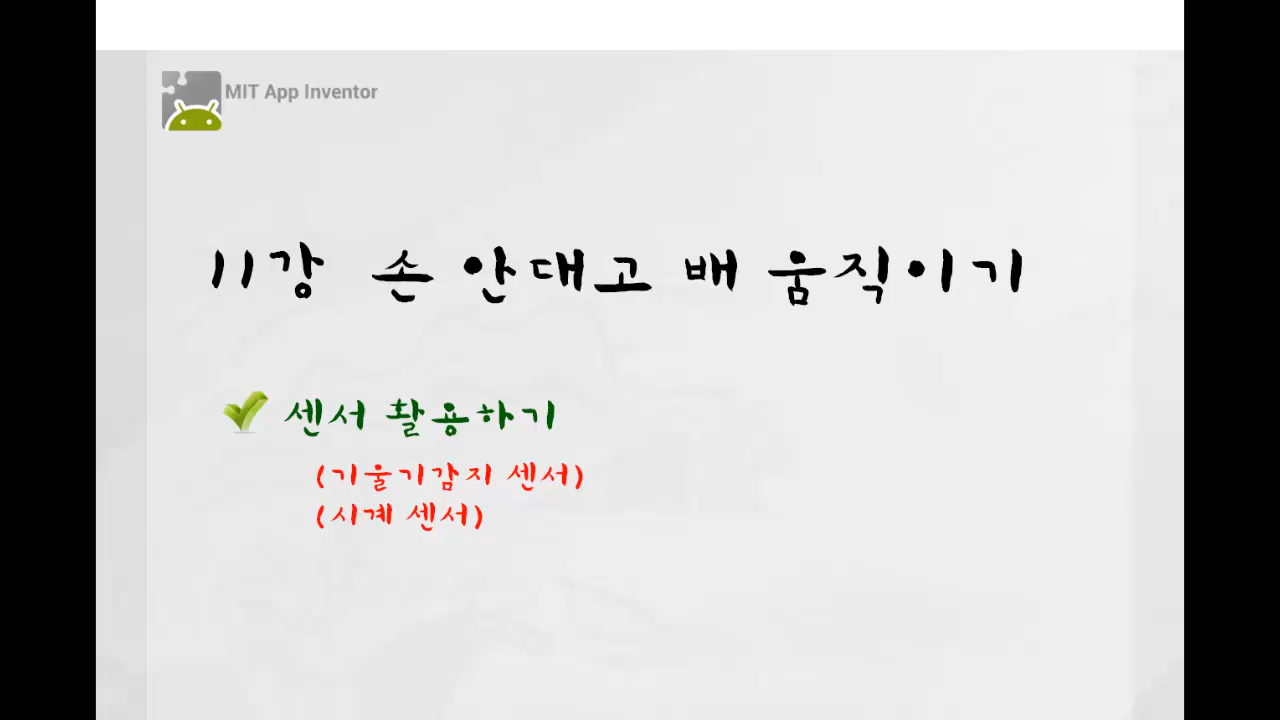 MIT App Inventor
11강 손 안대고 배 움직이기
센서 활용하기
(기울기감지 센서)
(시계 센서)